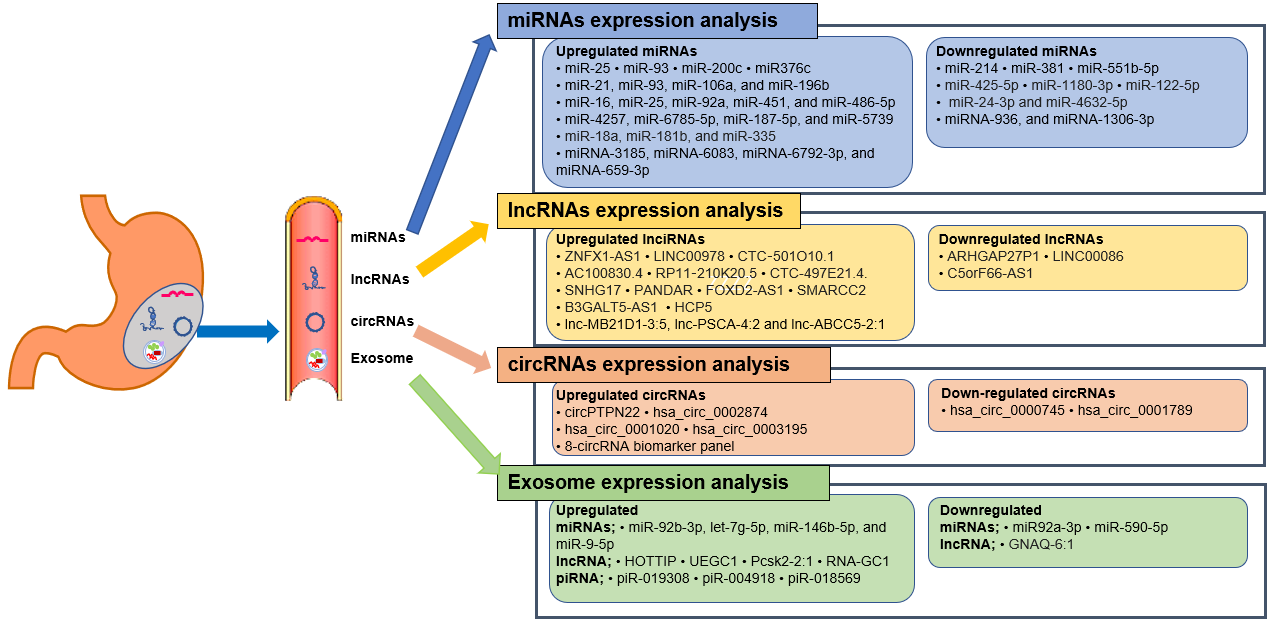 miRNAs expression analysis
Upregulated miRNAs
• miR-25 • miR-93 • miR-200c • miR376c
• miR-21, miR-93, miR-106a, and miR-196b
• miR-16, miR-25, miR-92a, miR-451, and miR-486-5p
• miR-4257, miR-6785-5p, miR-187-5p, and miR-5739
• miR-18a, miR-181b, and miR-335
• miRNA-3185, miRNA-6083, miRNA-6792-3p, and
miRNA-659-3p
Downregulated miRNAs
• miR-214 • miR-381 • miR-551b-5p
• miR-425-5p • miR-1180-3p • miR-122-5p
• miR-24-3p and miR-4632-5p
• miRNA-936, and miRNA-1306-3p
miRNAs
lncRNAs
circRNAs
Exosome
lncRNAs expression analysis
Upregulated lnciRNAs
• ZNFX1-AS1 • LINC00978 • CTC-501O10.1
• AC100830.4 • RP11-210K20.5 • CTC-497E21.4.
• SNHG17 • PANDAR • FOXD2-AS1 • SMARCC2
• B3GALT5-AS1 • HCP5
• lnc-MB21D1-3:5, lnc-PSCA-4:2 and lnc-ABCC5-2:1
Downregulated lncRNAs
• ARHGAP27P1 • LINC00086
• C5orF66-AS1
circRNAs expression analysis
Upregulated circRNAs
• circPTPN22 • hsa_circ_0002874
• hsa_circ_0001020 • hsa_circ_0003195
• 8-circRNA biomarker panel
Down-regulated circRNAs
• hsa_circ_0000745 • hsa_circ_0001789
Exosome expression analysis
Upregulated
miRNAs; • miR-92b-3p, let-7g-5p, miR-146b-5p, and
miR-9-5p
lncRNA; • HOTTIP • UEGC1 • Pcsk2-2:1 • RNA-GC1
piRNA; • piR-019308 • piR-004918 • piR-018569
Downregulated
miRNAs; • miR92a-3p • miR-590-5p
lncRNA; • GNAQ-6:1